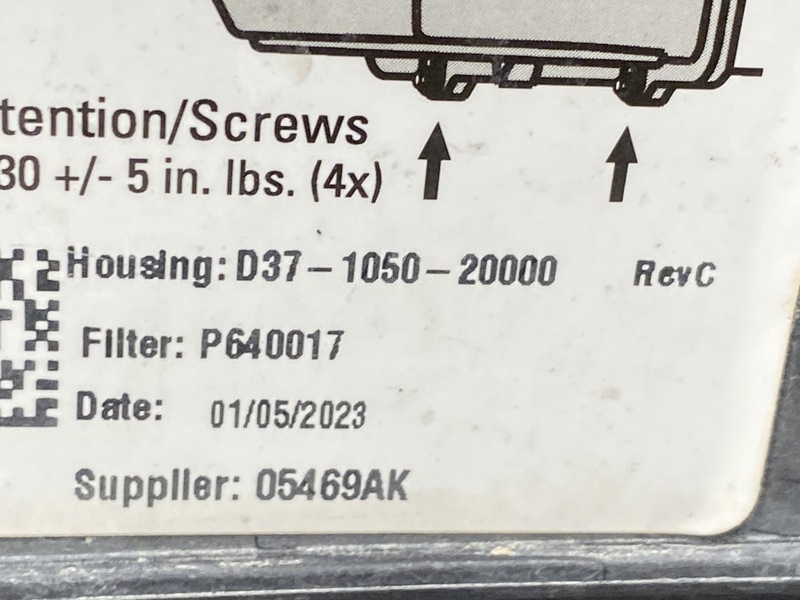 tention/Screws
30 +/- 5 in. lbs. (4x)
Housing: D37-1050-20000 RevC
Filter: P640017
Date: 01/05/2023
Supplier: 05469AK